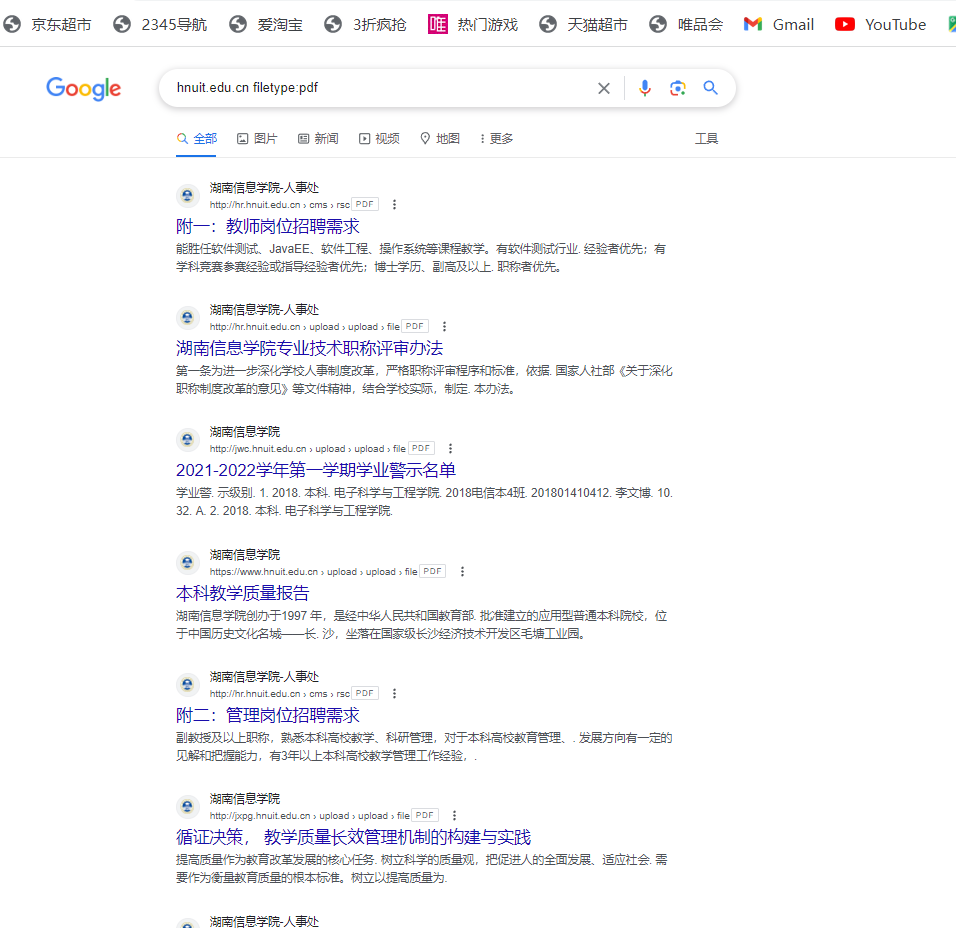 京东超市 2345导航 爱淘宝 3折疯抢 唯 热门游戏 天猫超市 唯品会 Gmail YouTube
Google hnuit.edu.cn filetype:pdf
全部 图片 新闻 视频 地图 更多 工具
湖南信息学院-人事处
http://hr.hnuit.edu.cn › cms › rsc PDF
附一：教师岗位招聘需求
能胜任软件测试、JavaEE、软件工程、操作系统等课程教学。有软件测试行业. 经验者优先；有
学科竞赛参赛经验或指导经验者优先；博士学历、副高及以上. 职称者优先。
湖南信息学院-人事处
http://hr.hnuit.edu.cn › upload › upload › file PDF
湖南信息学院专业技术职称评审办法
第一条为进一步深化学校人事制度改革，严格职称评审程序和标准，依据. 国家人社部《关于深化
职称制度改革的意见》等文件精神，结合学校实际，制定. 本办法。
湖南信息学院
http://jwc.hnuit.edu.cn › upload › upload › file PDF
2021-2022学年第一学期学业警示名单
学业警. 示级别. 1. 2018. 本科. 电子科学与工程学院. 2018电信本4班. 201801410412. 李文博. 10.
32. A. 2. 2018. 本科. 电子科学与工程学院.
湖南信息学院
https://www.hnuit.edu.cn › upload › upload › file PDF
本科教学质量报告
湖南信息学院创办于1997 年，是经中华人民共和国教育部. 批准建立的应用型普通本科院校，位
于中国历史文化名城——长. 沙，坐落在国家级长沙经济技术开发区毛塘工业园。
湖南信息学院-人事处
http://hr.hnuit.edu.cn › cms › rsc PDF
附二：管理岗位招聘需求
副教授及以上职称，熟悉本科高校教学、科研管理，对于本科高校教育管理、. 发展方向有一定的
见解和把握能力，有3年以上本科高校教学管理工作经验，.
湖南信息学院
http://jxpg.hnuit.edu.cn › upload › upload › file PDF
循证决策， 教学质量长效管理机制的构建与实践
提高质量作为教育改革发展的核心任务. 树立科学的质量观，把促进人的全面发展、适应社会. 需
要作为衡量教育质量的根本标准。树立以提高质量为.
湖南信息学院-人事处